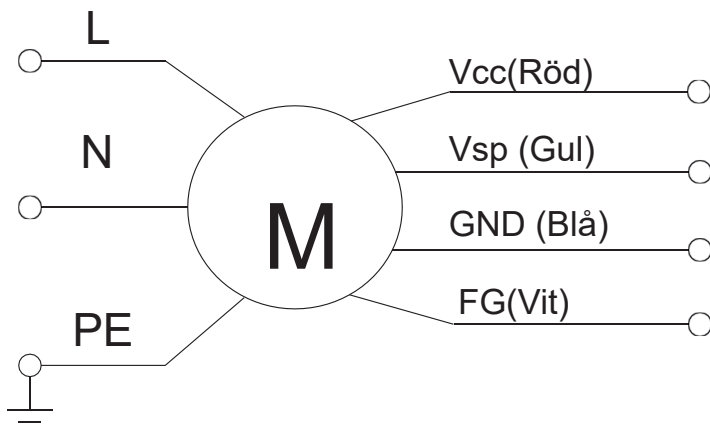 L
N
PE
M
Vcc(Röd)
Vsp (Gul)
GND (Blå)
FG(Vit)